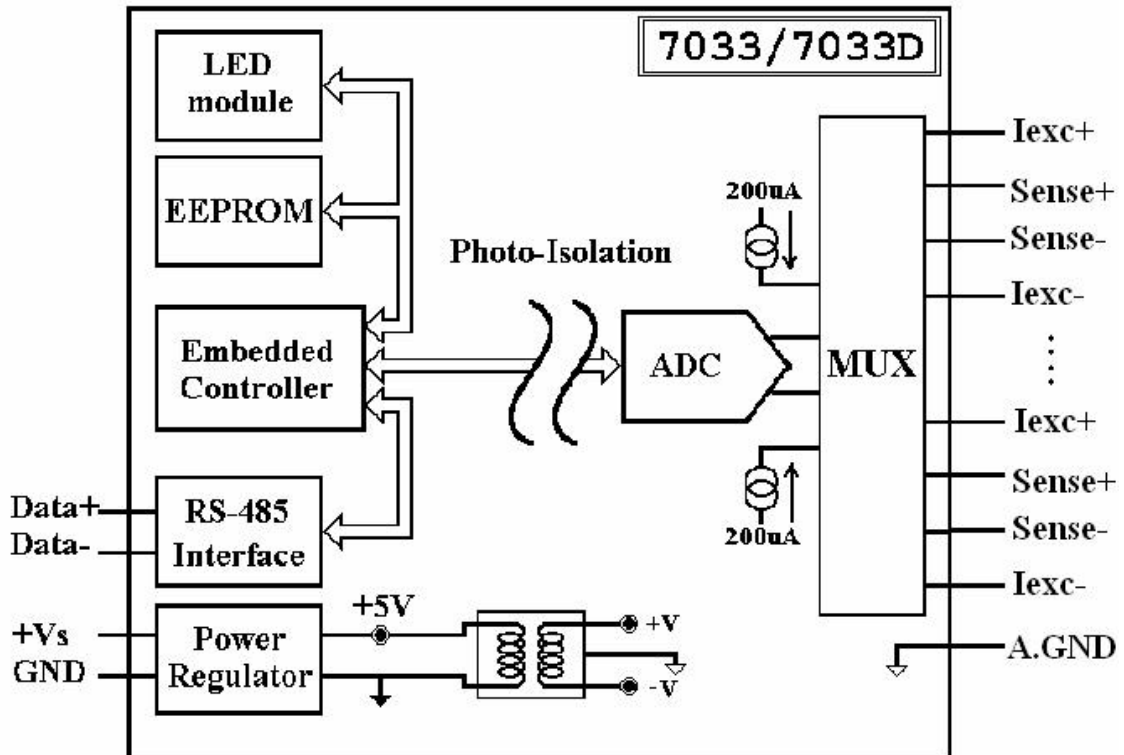 7033/7033D
LED
module
EEPROM
Embedded
Controller
Photo-Isolation
ADC
200uA
200uA
MUX
Iexc+
Sense+
Sense-
Iexc-
Iexc+
Sense+
Sense-
Iexc-
A.GND
Data+
Data-
RS-485
Interface
+Vs
GND
Power
Regulator
+5V
+V
-V